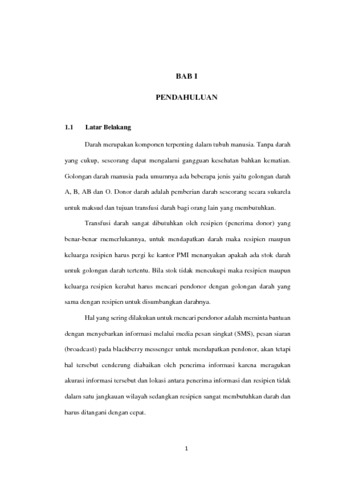 BAB I
PENDAHULUAN
1.1 Latar Belakang
Darah merupakan komponen terpenting dalam tubuh manusia. Tanpa darah
yang cukup, seseorang dapat mengalami gangguan kesehatan bahkan kematian.
Golongan darah manusia pada umumnya ada beberapa jenis yaitu golongan darah
A, B, AB dan O. Donor darah adalah pemberian darah seseorang secara sukarela
untuk maksud dan tujuan transfusi darah bagi orang lain yang membutuhkan.
Transfusi darah sangat dibutuhkan oleh resipien (penerima donor) yang
benar-benar memerlukannya, untuk mendapatkan darah maka resipien maupun
keluarga resipien harus pergi ke kantor PMI menanyakan apakah ada stok darah
untuk golongan darah tertentu. Bila stok tidak mencukupi maka resipien maupun
keluarga resipien kerabat harus mencari pendonor dengan golongan darah yang
sama dengan resipien untuk disumbangkan darahnya.
Hal yang sering dilakukan untuk mencari pendonor adalah meminta bantuan
dengan menyebarkan informasi melalui media pesan singkat (SMS), pesan siaran
(broadcast) pada blackberry messenger untuk mendapatkan pendonor, akan tetapi
hal tersebut cenderung diabaikan oleh penerima informasi karena meragukan
akurasi informasi tersebut dan lokasi antara penerima informasi dan resipien tidak
dalam satu jangkauan wilayah sedangkan resipien sangat membutuhkan darah dan
harus ditangani dengan cepat.
1